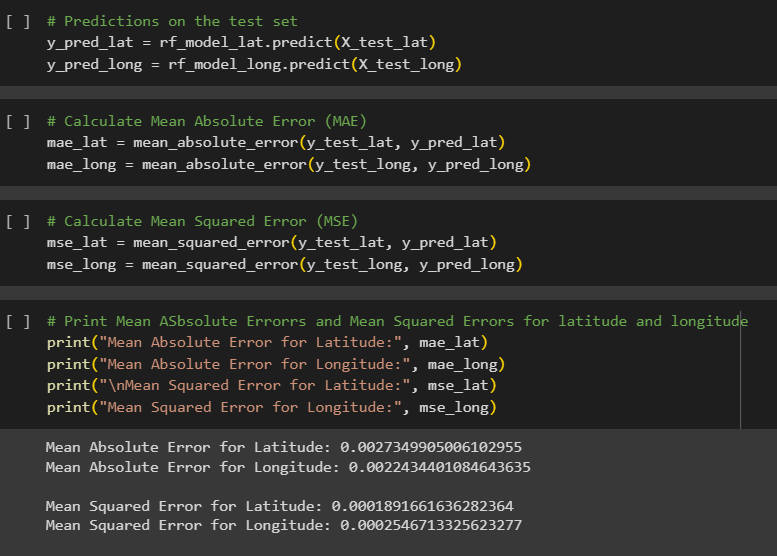 [ ] # Predictions on the test set
y_pred_lat = rf_model_lat.predict(X_test_lat)
y_pred_long = rf_model_long.predict(X_test_long)
[ ] # Calculate Mean Absolute Error (MAE)
mae_lat = mean_absolute_error(y_test_lat, y_pred_lat)
mae_long = mean_absolute_error(y_test_long, y_pred_long)
[ ] # Calculate Mean Squared Error (MSE)
mse_lat = mean_squared_error(y_test_lat, y_pred_lat)
mse_long = mean_squared_error(y_test_long, y_pred_long)
[ ] # Print Mean ASbsolute Errorrs and Mean Squared Errors for latitude and longitude
print("Mean Absolute Error for Latitude:", mae_lat)
print("Mean Absolute Error for Longitude:", mae_long)
print("\nMean Squared Error for Latitude:", mse_lat)
print("Mean Squared Error for Longitude:", mse_long)
Mean Absolute Error for Latitude: 0.0027349905006102955
Mean Absolute Error for Longitude: 0.0022434401084643635
Mean Squared Error for Latitude: 0.0001891661636282364
Mean Squared Error for Longitude: 0.0002546713325623277